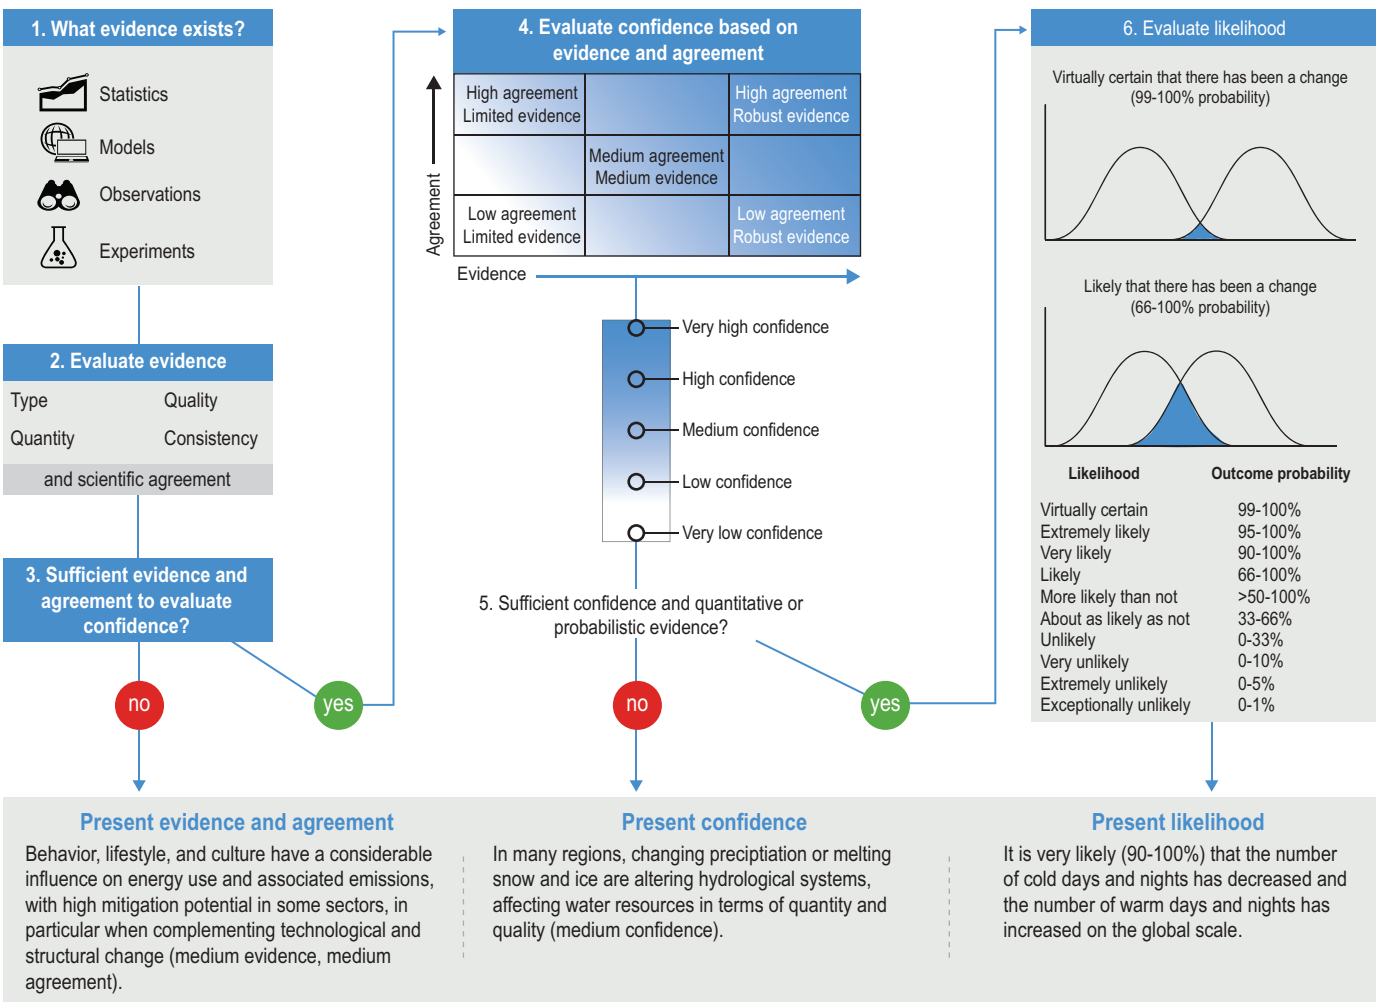 1. What evidence exists?
Statistics
Models
Observations
Experiments
2. Evaluate evidence
Type
Quality
Quantity
Consistency
and scientific agreement
3. Sufficient evidence and
agreement to evaluate
confidence?
no
yes
4. Evaluate confidence based on
evidence and agreement
Agreement
High agreement
Limited evidence
High agreement
Robust evidence
Medium agreement
Medium evidence
Low agreement
Limited evidence
Low agreement
Robust evidence
Evidence
Very high confidence
High confidence
Medium confidence
Low confidence
Very low confidence
5. Sufficient confidence and quantitative or
probabilistic evidence?
no
yes
6. Evaluate likelihood
Virtually certain that there has been a change
(99-100% probability)
Likely that there has been a change
(66-100% probability)
Likelihood Outcome probability
Virtually certain 99-100%
Extremely likely 95-100%
Very likely 90-100%
Likely 66-100%
More likely than not >50-100%
About as likely as not 33-66%
Unlikely 0-33%
Very unlikely 0-10%
Extremely unlikely 0-5%
Exceptionally unlikely 0-1%
Present evidence and agreement
Behavior, lifestyle, and culture have a considerable
influence on energy use and associated emissions,
with high mitigation potential in some sectors, in
particular when complementing technological and
structural change (medium evidence, medium
agreement).
Present confidence
In many regions, changing preciptiation or melting
snow and ice are altering hydrological systems,
affecting water resources in terms of quantity and
quality (medium confidence).
Present likelihood
It is very likely (90-100%) that the number
of cold days and nights has decreased and
the number of warm days and nights has
increased on the global scale.